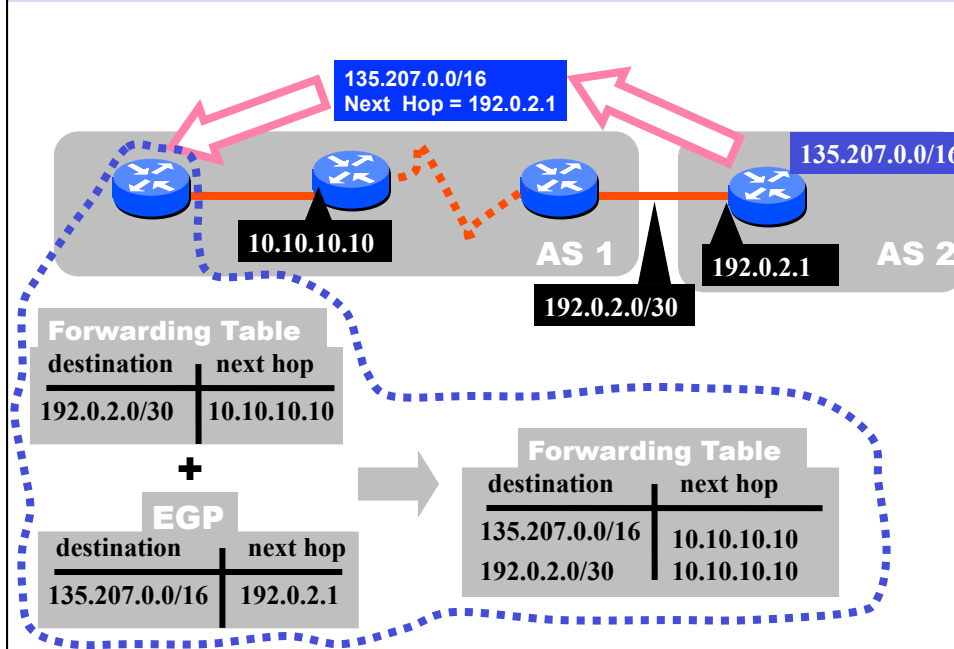 135.207.0.0/16
Next Hop = 192.0.2.1
135.207.0.0/16
10.10.10.10
AS 1
192.0.2.1
AS 2
192.0.2.0/30
Forwarding Table
destination next hop
192.0.2.0/30 10.10.10.10
+
EGP
destination next hop
135.207.0.0/16 192.0.2.1
Forwarding Table
destination next hop
135.207.0.0/16 10.10.10.10
192.0.2.0/30 10.10.10.10